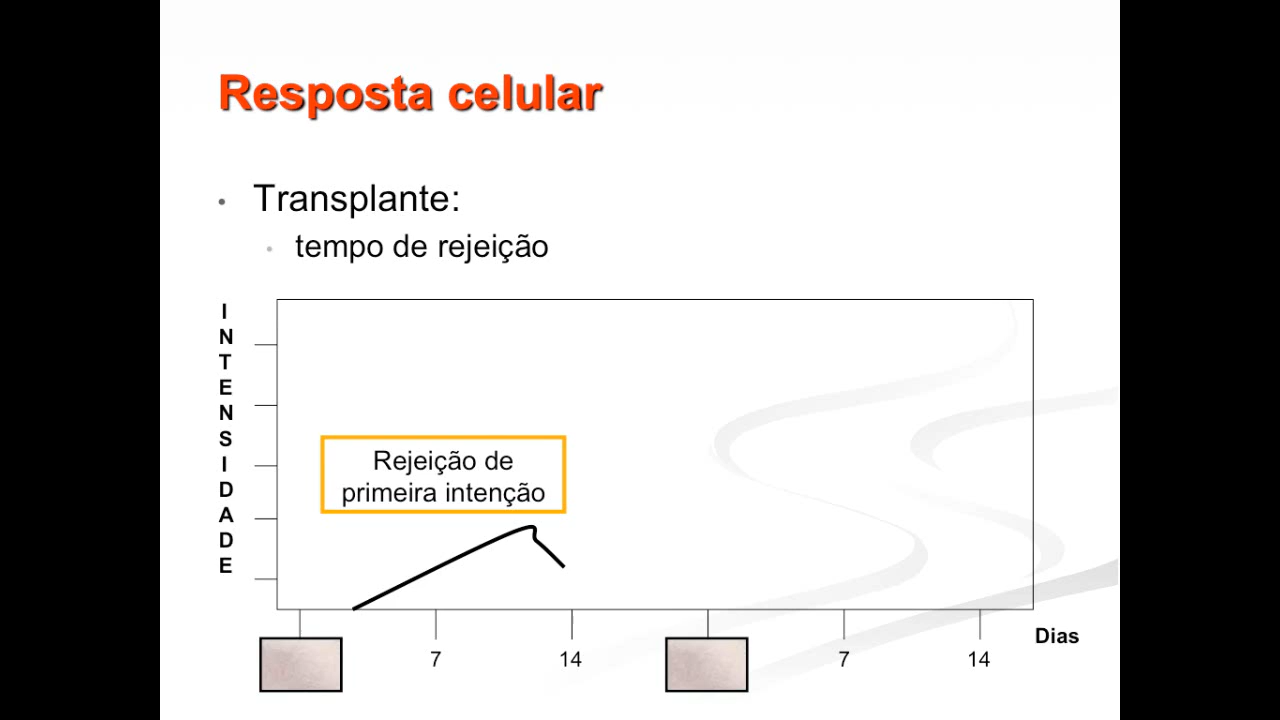 Resposta celular
• Transplante:
• tempo de rejeição
I
N
T
E
N
S
I
D
A
D
E
Rejeição de
primeira intenção
Dias
7
14
7
14